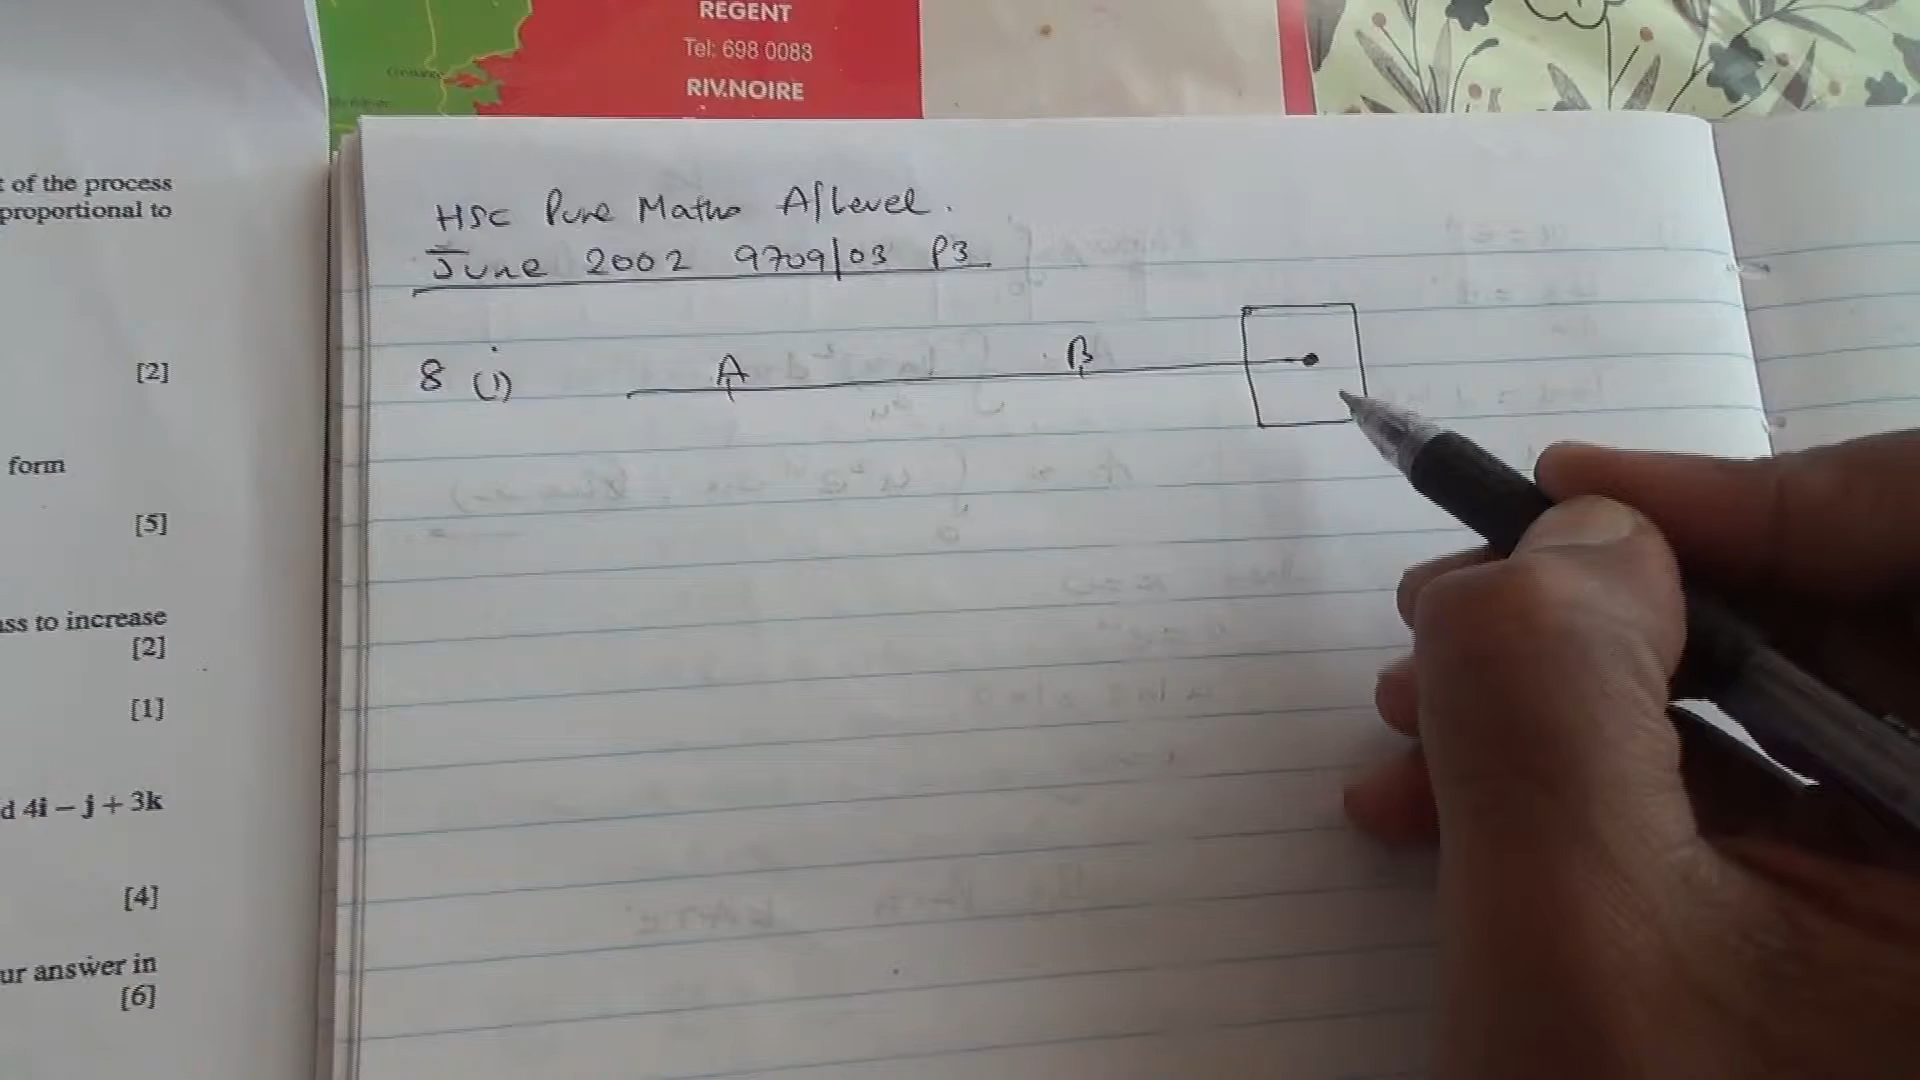 REGENT
Tel: 698 0083
RIV.NOIRE
t of the process
proportional to
[2]
form
[5]
ass to increase
[2]
[1]
d 4i – j + 3k
[4]
ur answer in
[6]
HSC Pure Maths A/Level.
June 2002 9709/03 P3
8 (i) A B